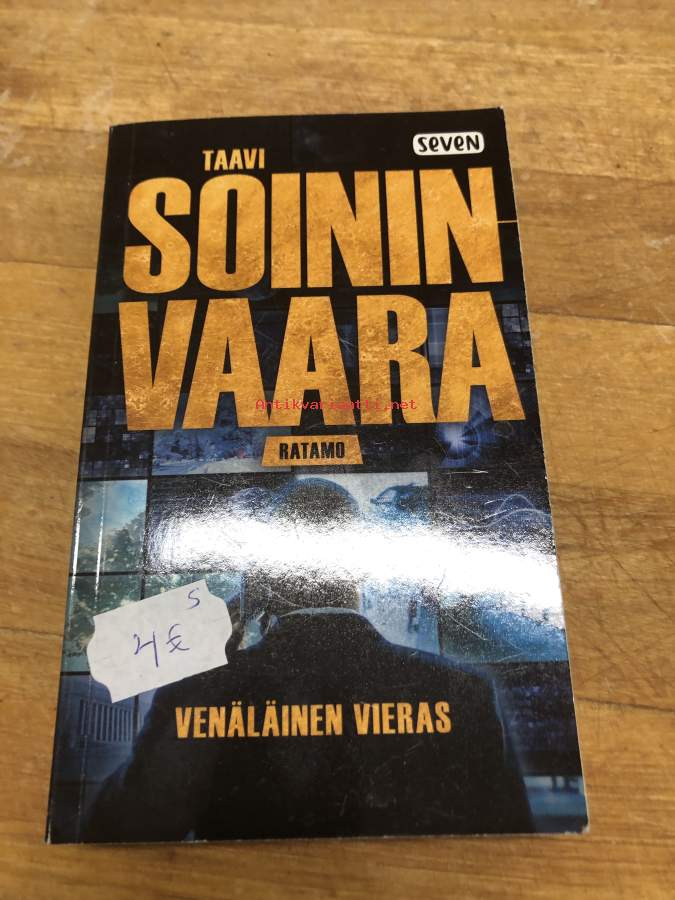 seven
TAAVI
SOININ
VAARA
Antikvariaatti.net
RATAMO
S
4€
VENÄLÄINEN VIERAS